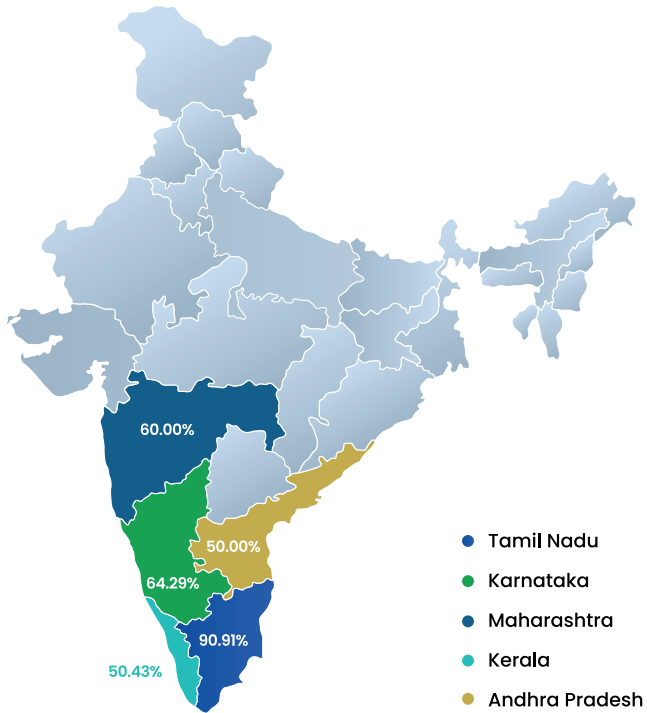 60.00%
50.00%
64.29%
90.91%
50.43%
Tamil Nadu
Karnataka
Maharashtra
Kerala
Andhra Pradesh